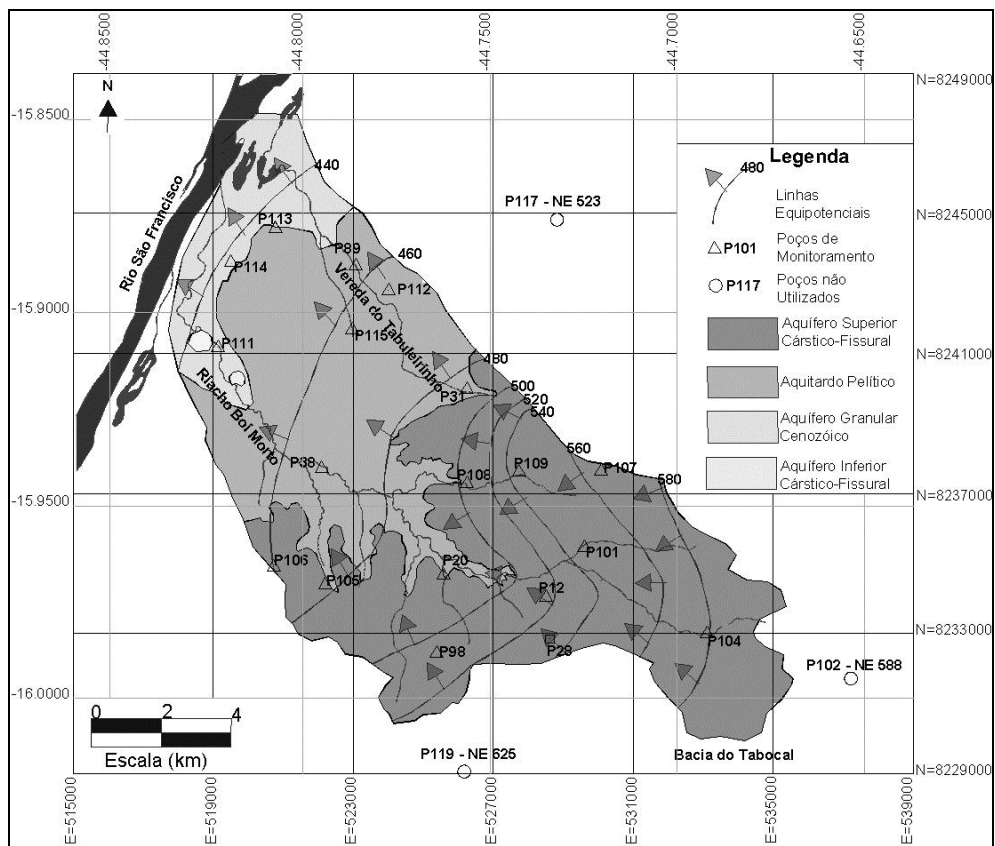 -44.8500
-44.8000
-44.7500
-44.7000
-44.6500
N=8249000
N
-15.8500
Legenda
480
Linhas
Equipotenciais
P101
Poços de
Monitoramento
P117
Poços não
Utilizados
Aquífero Superior
Cárstico-Fissural
Aquitardo Pelítico
Aquífero Granular
Cenozóico
Aquífero Inferior
Cárstico-Fissural
Rio São Francisco
440
P117 - NE 523
N=8245000
P113
P89
460
P114
P112
Vereda do Tabuleirinho
-15.9000
P115
P111
N=8241000
480
Riacho Boi Morto
P31
500
520
540
P38
560
P108
P109
P107
580
N=8237000
-15.9500
P106
P105
P20
P101
P12
P104
N=8233000
P98
P28
P102 - NE 588
-16.0000
0 2 4
Escala (km)
P119 - NE 625
Bacia do Tabocal
N=8229000
E=515000
E=519000
E=523000
E=527000
E=531000
E=535000
E=539000